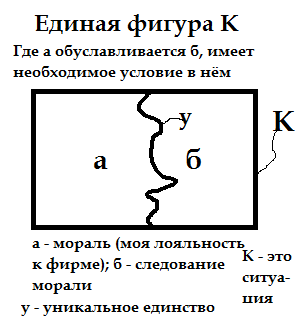 Единая фигура К
Где а обуславливается б, имеет
необходимое условие в нём
у
К
а
б
а - мораль (моя лояльность
к фирме); б - следование
морали
К - это
ситуа-
ция
у - уникальное единство